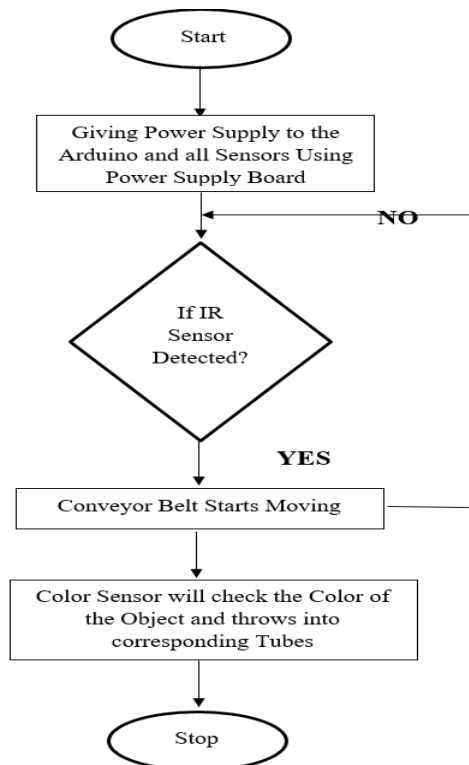 Start
Giving Power Supply to the
Arduino and all Sensors Using
Power Supply Board
NO
If IR
Sensor
Detected?
YES
Conveyor Belt Starts Moving
Color Sensor will check the Color of
the Object and throws into
corresponding Tubes
Stop